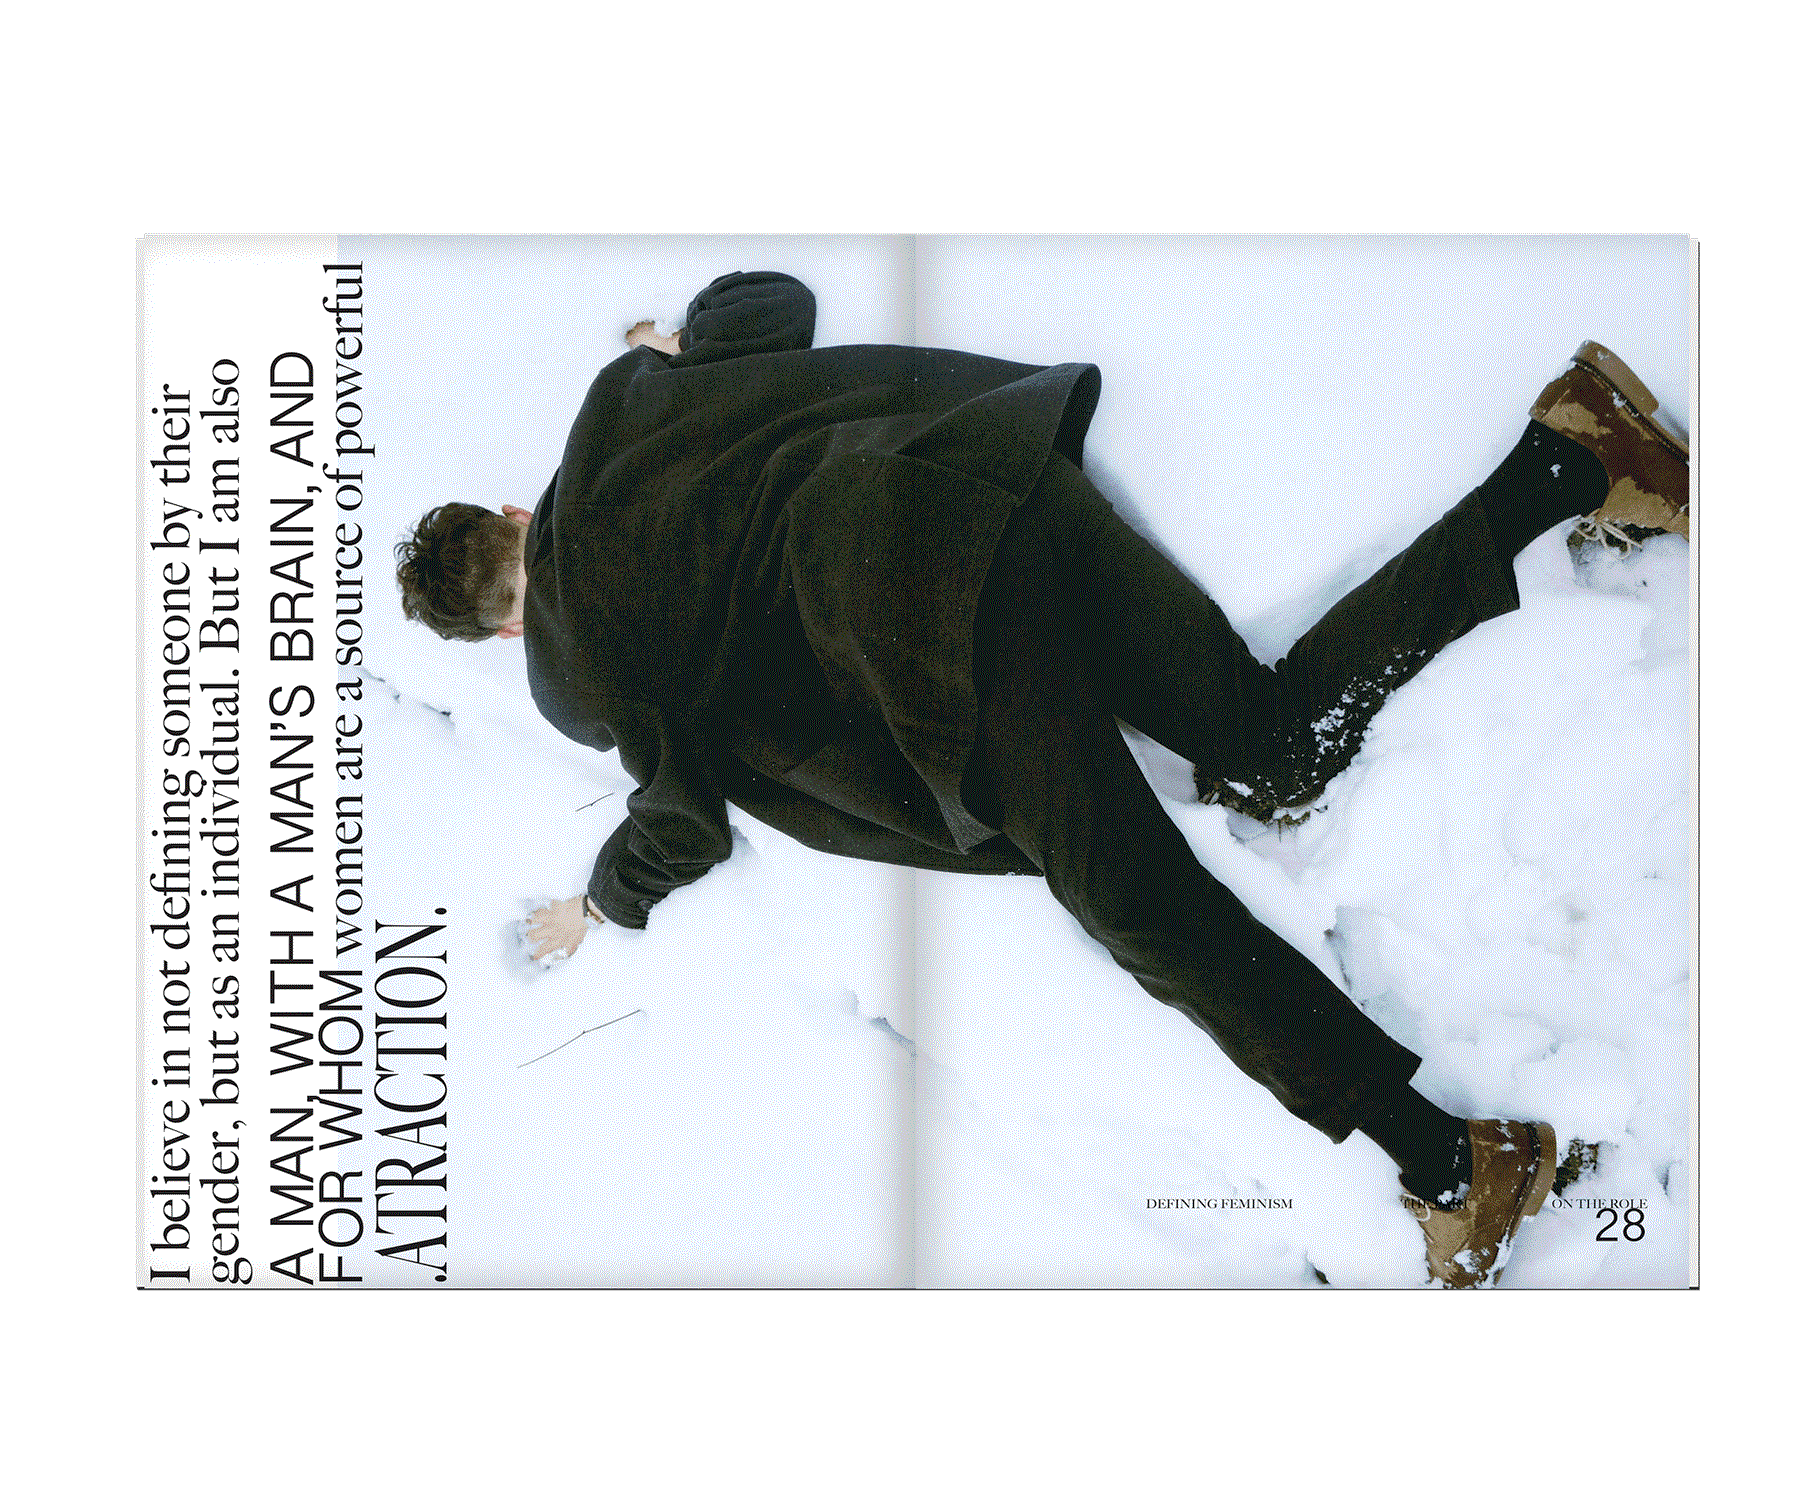 I believe in not defining someone by their
gender, but as an individual. But I am also
A MAN, WITH A MAN'S BRAIN, AND
FOR WHOM women are a source of powerful
.ATRACTION.
DEFINING FEMINISM
ON THE ROLE
28